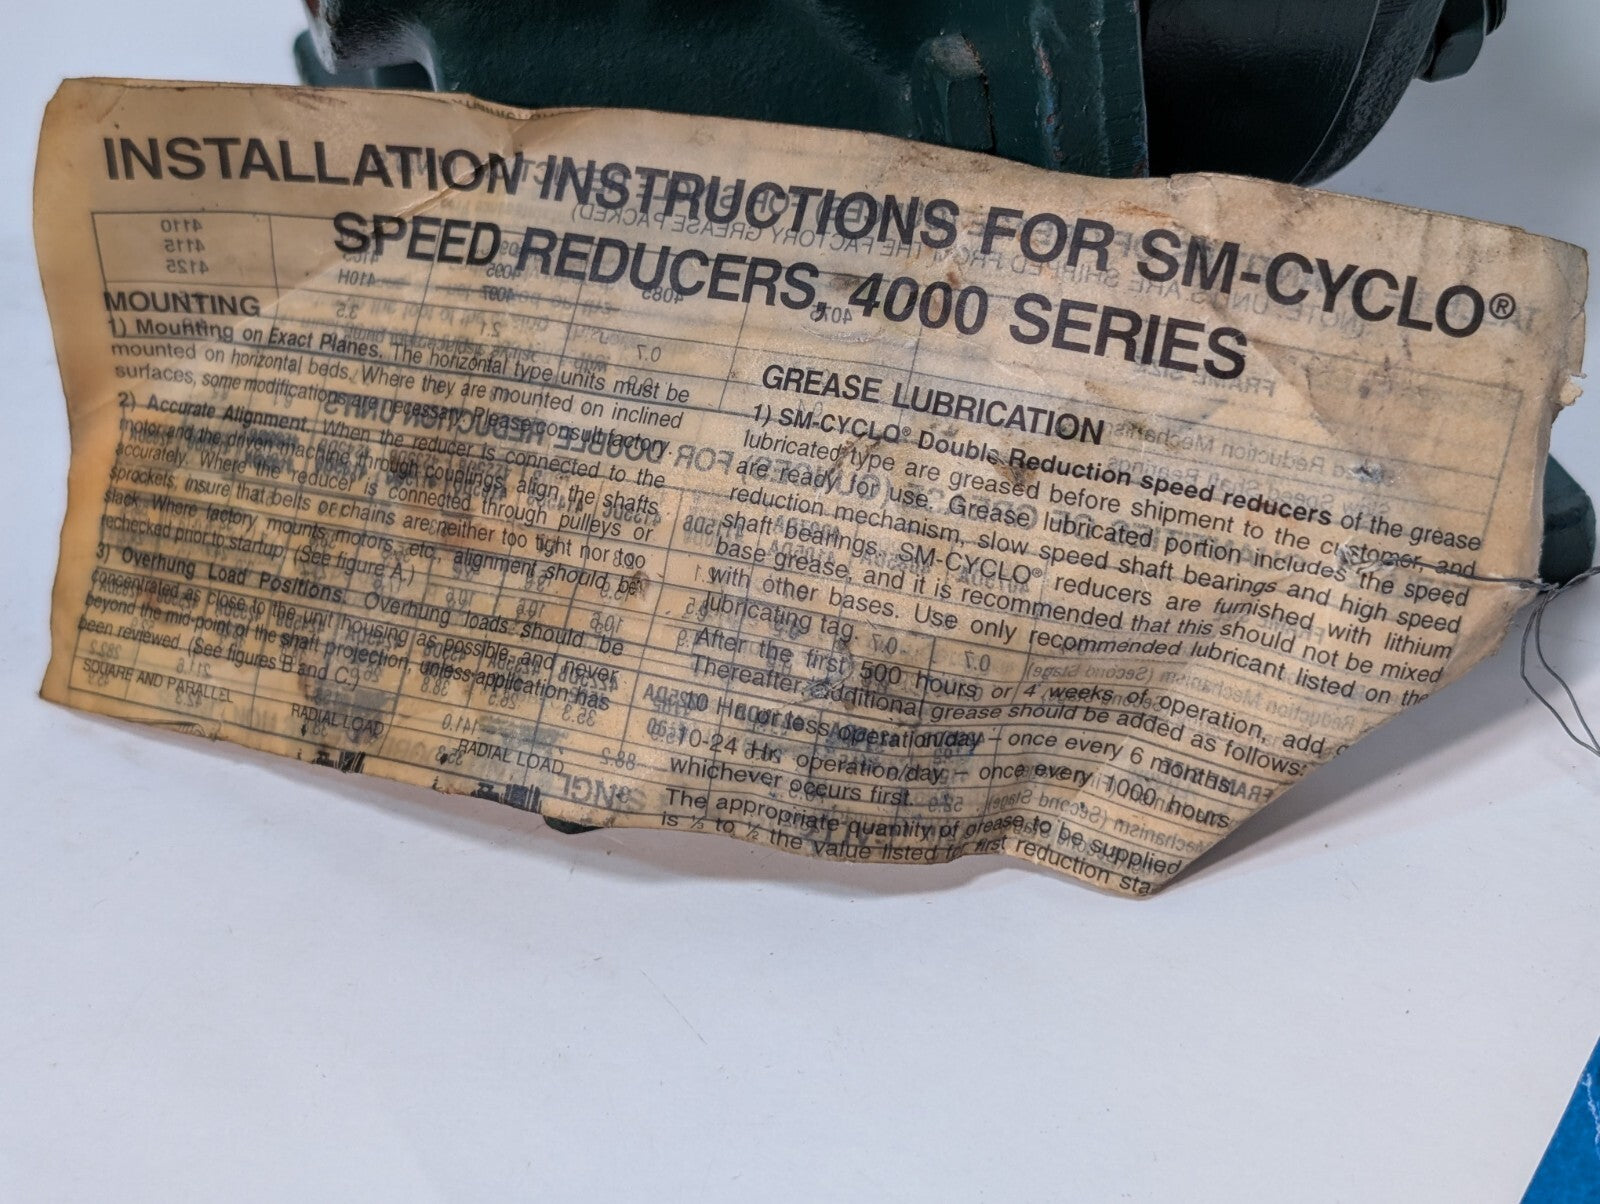 INSTALLATION INSTRUCTIONS FOR SM-CYCLO®
SPEED REDUCERS, 4000 SERIES
MOUNTING
1) Mounting on Exact Planes. The horizontal type units must be
mounted on horizontal beds. Where they are mounted on inclined
surfaces, some modifications are necessary. Please consult factory.
2) Accurate Alignment. When the reducer is connected to the
motor and the driven machine through couplings, align the shafts
accurately. Where the reducer is connected through pulleys or
sprockets, insure that belts or chains are neither too tight nor too
slack. Where factory mounts motors, etc., alignment should be
rechecked prior to startup. (See figure A.)
3) Overhung Load Positions. Overhung loads should be
concentrated as close to the unit housing as possible, and never
beyond the mid-point of the shaft projection, unless application has
been reviewed. (See figures B and C.)
SQUARE AND PARALLEL
RADIAL LOAD
RADIAL LOAD
GREASE LUBRICATION
1) SM-CYCLO® Double Reduction speed reducers of the grease
lubricated type are greased before shipment to the customer, and
are ready for use. Grease lubricated portion includes the speed
reduction mechanism, slow speed shaft bearings and high speed
shaft bearings. SM-CYCLO® reducers are furnished with lithium
base grease, and it is recommended that this should not be mixed
with other bases. Use only recommended lubricant listed on the
lubricating tag.
After the first 500 hours or 4 weeks of operation, add
Thereafter, additional grease should be added as follows:
10 Hr. or less operation/day – once every 6 months.
10-24 Hr. operation/day – once every 1000 hours
whichever occurs first.
The appropriate quantity of grease to be supplied
is ⅓ to ½ the value listed for first reduction sta